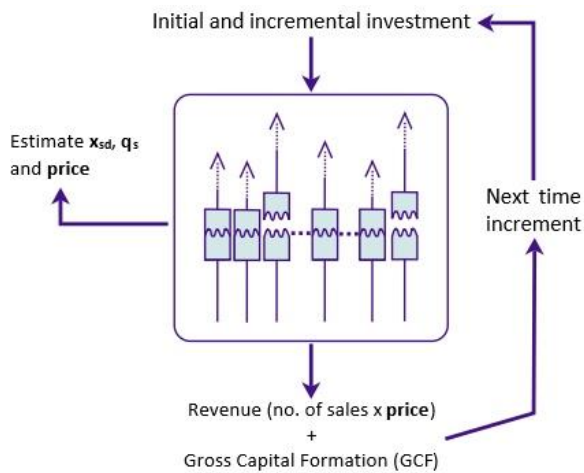 Initial and incremental investment
Estimate xsd, qs
and price
Next time
increment
Revenue (no. of sales x price)
+
Gross Capital Formation (GCF)